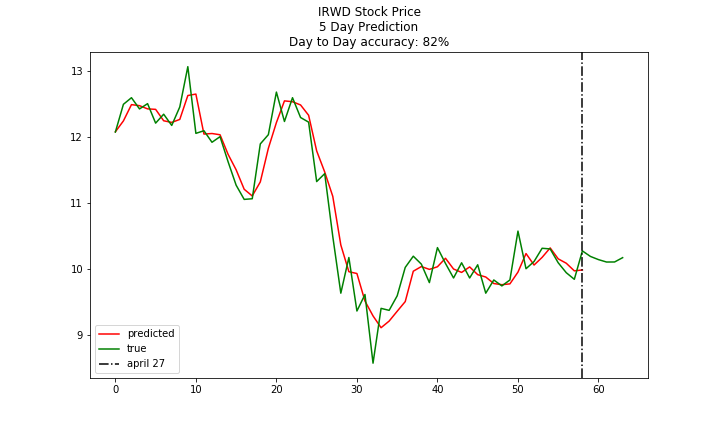 IRWD Stock Price
5 Day Prediction
Day to Day accuracy: 82%
13
12
11
10
9
predicted
true
april 27
0 10 20 30 40 50 60